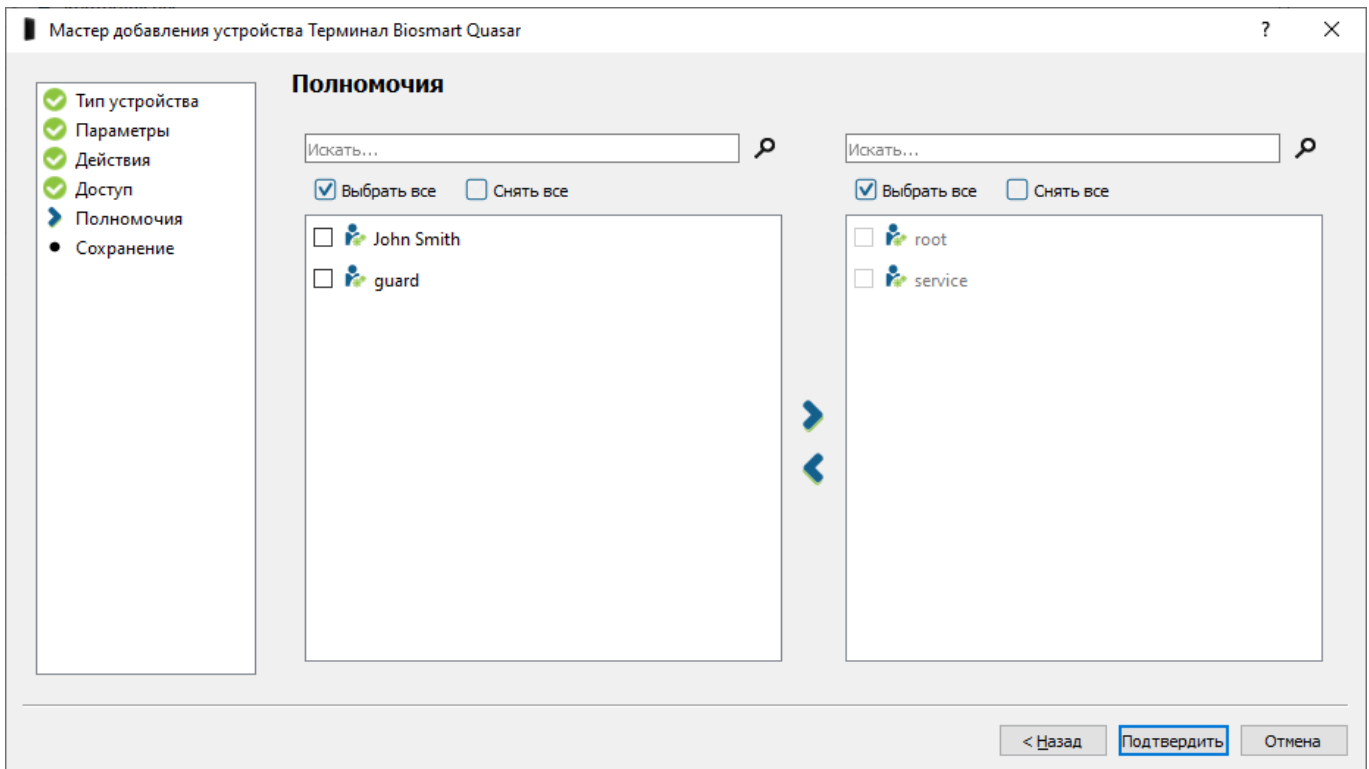 Мастер добавления устройства Терминал Biosmart Quasar ?
Тип устройства
Параметры
Действия
Доступ
Полномочия
Сохранение
Полномочия
Искать...
Выбрать все Снять все
John Smith
guard
Искать...
Выбрать все Снять все
root
service
< Назад Подтвердить Отмена